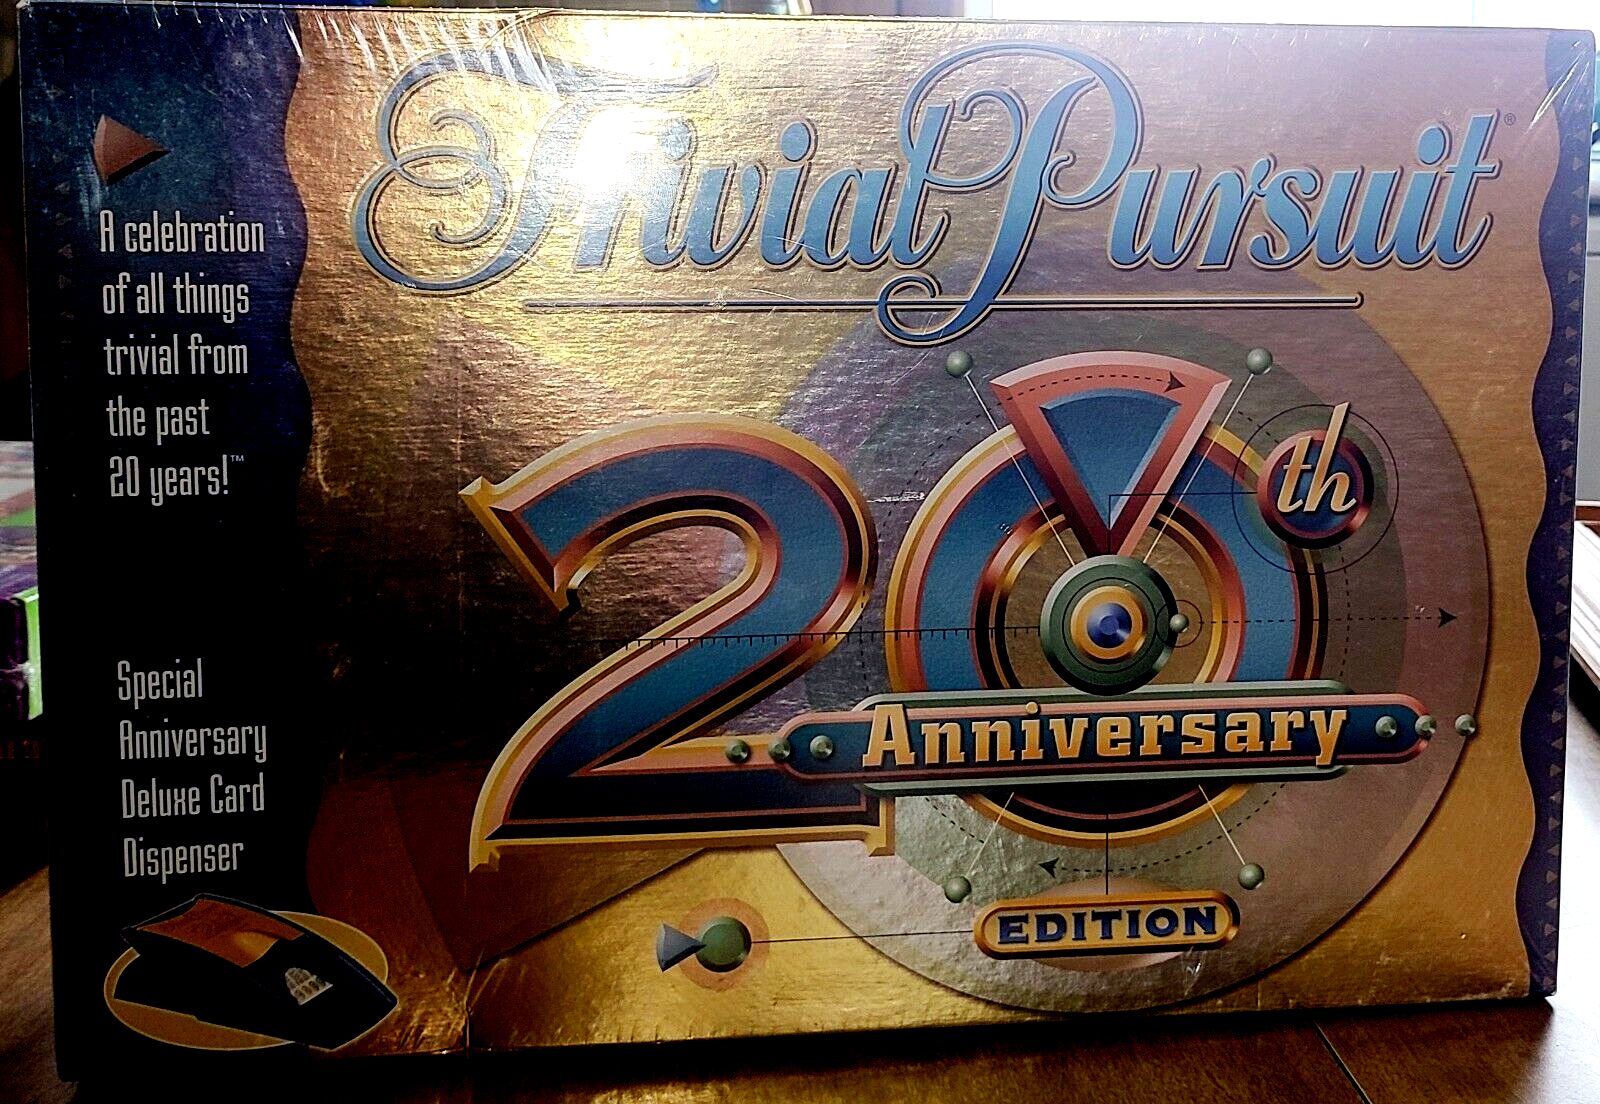 Trivial Pursuit®
A celebration
of all things
trivial from
the past
20 years!™
20th
Anniversary
EDITION
Special
Anniversary
Deluxe Card
Dispenser